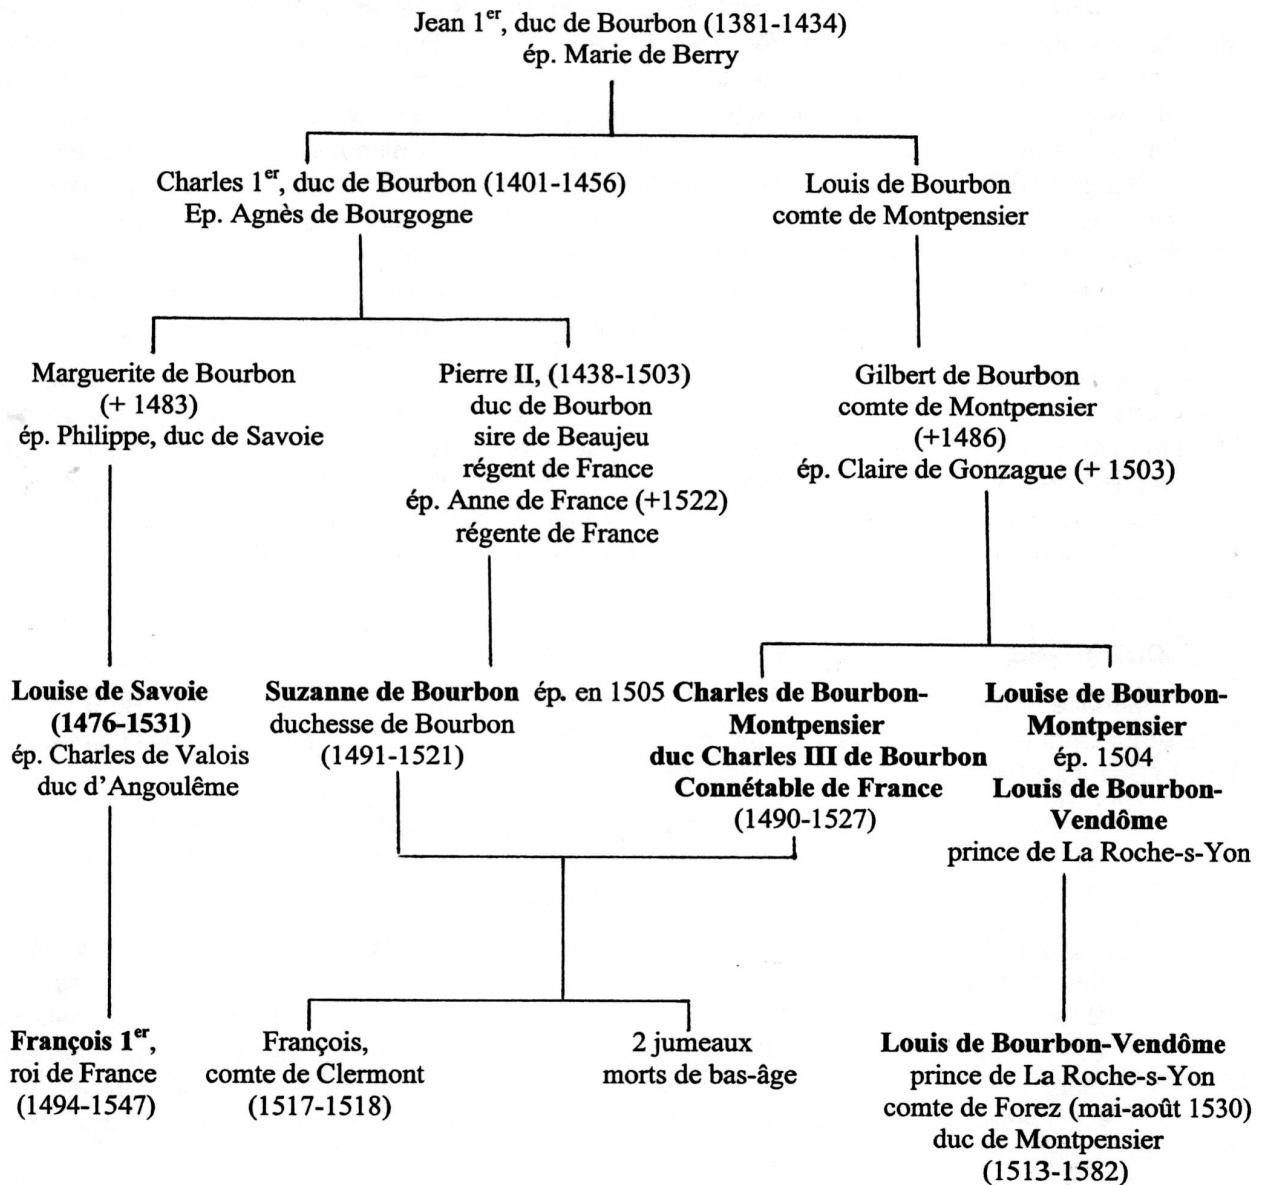 Jean 1er, duc de Bourbon (1381-1434)
ép. Marie de Berry
Charles 1er, duc de Bourbon (1401-1456)
Ep. Agnès de Bourgogne
Louis de Bourbon
comte de Montpensier
Marguerite de Bourbon
(+ 1483)
ép. Philippe, duc de Savoie
Pierre II, (1438-1503)
duc de Bourbon
sire de Beaujeu
régent de France
ép. Anne de France (+1522)
régente de France
Gilbert de Bourbon
comte de Montpensier
(+1486)
ép. Claire de Gonzague (+ 1503)
Louise de Savoie
(1476-1531)
ép. Charles de Valois
duc d'Angoulême
Suzanne de Bourbon
duchesse de Bourbon
(1491-1521)
ép. en 1505
Charles de Bourbon-
Montpensier
duc Charles III de Bourbon
Connétable de France
(1490-1527)
Louise de Bourbon-
Montpensier
ép. 1504
Louis de Bourbon-
Vendôme
prince de La Roche-s-Yon
François 1er,
roi de France
(1494-1547)
François,
comte de Clermont
(1517-1518)
2 jumeaux
morts de bas-âge
Louis de Bourbon-Vendôme
prince de La Roche-s-Yon
comte de Forez (mai-août 1530)
duc de Montpensier
(1513-1582)